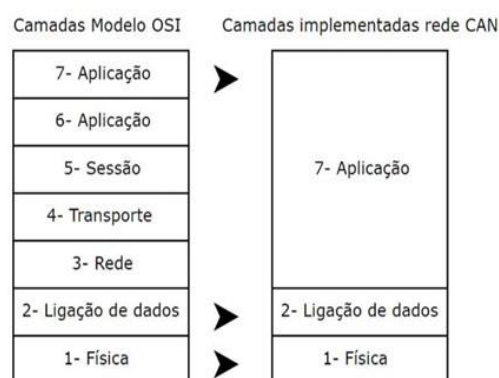 Camadas Modelo OSI
7- Aplicação
6- Aplicação
5- Sessão
4- Transporte
3- Rede
2- Ligação de dados
1- Física
Camadas implementadas rede CAN
7- Aplicação
2- Ligação de dados
1- Física